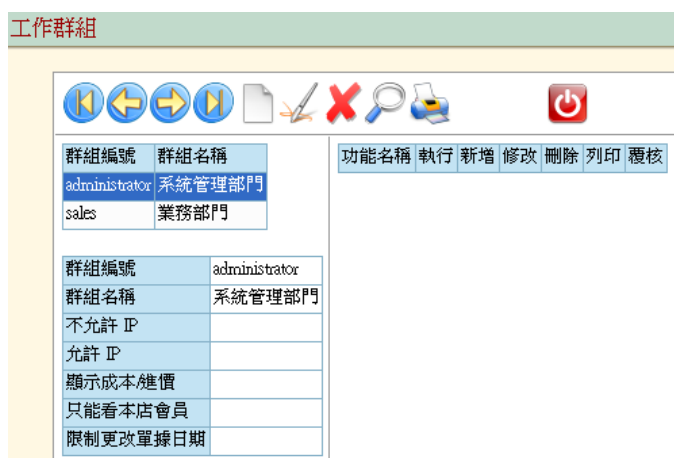 工作群組
群組編號 群組名稱
administrator 系統管理部門
sales 業務部門
功能名稱 執行 新增 修改 刪除 列印 覆核
群組編號 administrator
群組名稱 系統管理部門
不允許 IP
允許 IP
顯示成本/進價
只能看本店會員
限制更改單據日期